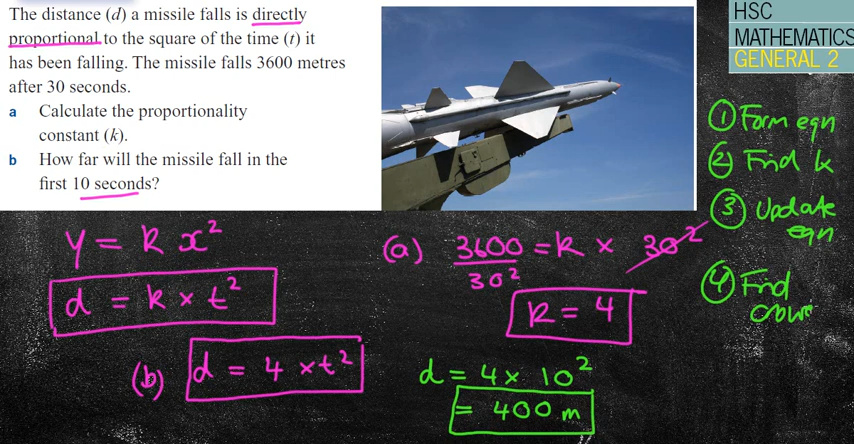 The distance (d) a missile falls is directly
proportional to the square of the time (t) it
has been falling. The missile falls 3600 metres
after 30 seconds.
a Calculate the proportionality
constant (k).
b How far will the missile fall in the
first 10 seconds?
HSC
MATHEMATICS
GENERAL 2
① Form eqn
② Find k
③ Update
eqn
④ Find
y = k x²
d = k × t²
(a) 3600 = k × 30²
30²
k = 4
(b) d = 4 × t²
d = 4 × 10²
= 400 m